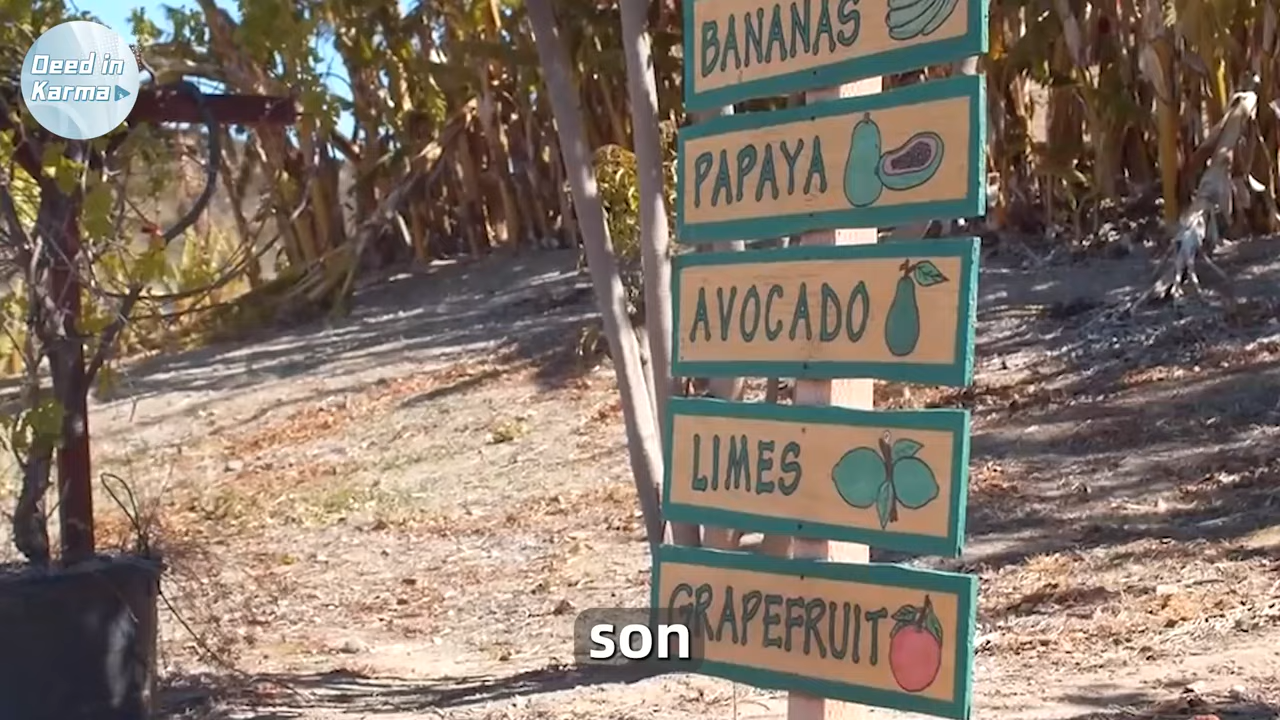 Deed in
Karma
BANANAS
PAPAYA
AVOCADO
LIMES
GRAPEFRUIT
son